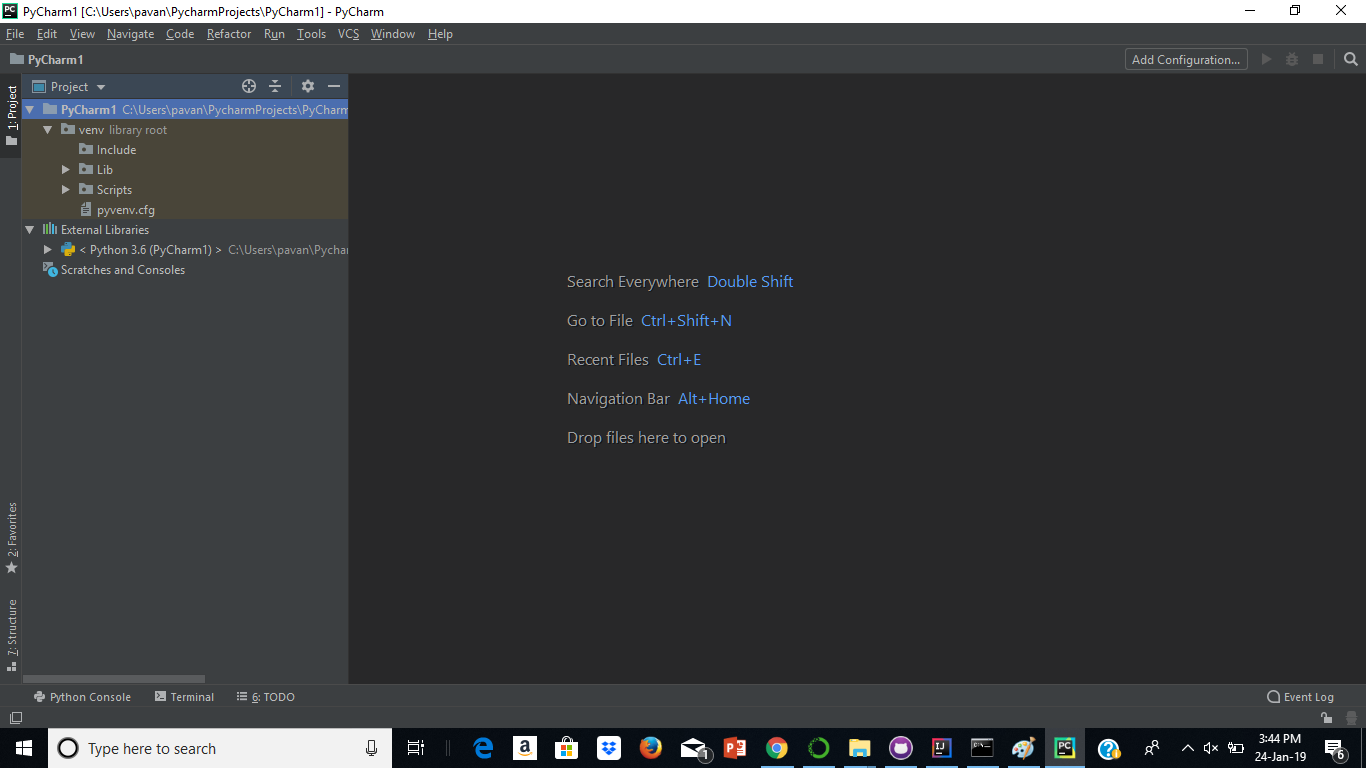 PyCharm1 [C:\Users\pavan\PycharmProjects\PyCharm1] - PyCharm
File Edit View Navigate Code Refactor Run Tools VCS Window Help
PyCharm1
Add Configuration...
1: Project
Project
PyCharm1 C:\Users\pavan\PycharmProjects\PyCharm
venv library root
Include
Lib
Scripts
pyvenv.cfg
External Libraries
< Python 3.6 (PyCharm1) > C:\Users\pavan\Pychar
Scratches and Consoles
Search Everywhere Double Shift
Go to File Ctrl+Shift+N
Recent Files Ctrl+E
Navigation Bar Alt+Home
Drop files here to open
2: Favorites
7: Structure
Python Console Terminal 6: TODO Event Log
Type here to search
3:44 PM
24-Jan-19